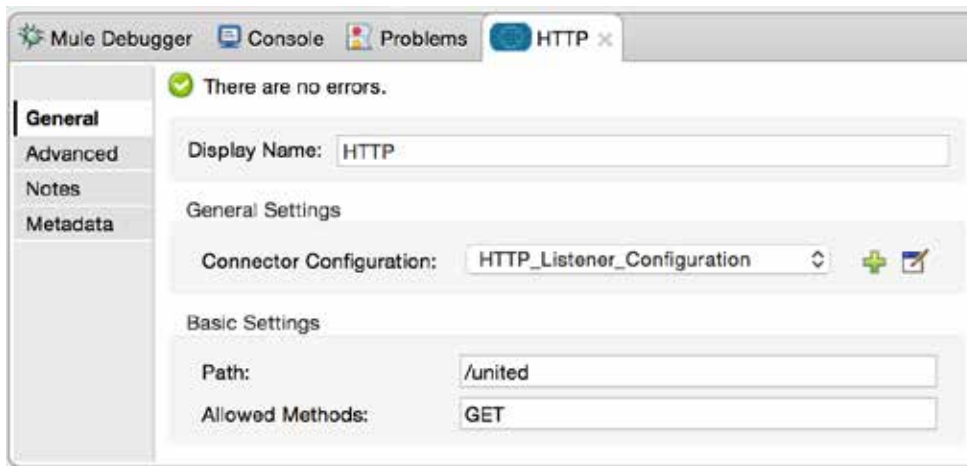 Mule Debugger Console Problems HTTP
There are no errors.
General
Advanced
Notes
Metadata
Display Name: HTTP
General Settings
Connector Configuration: HTTP_Listener_Configuration
Basic Settings
Path: /united
Allowed Methods: GET